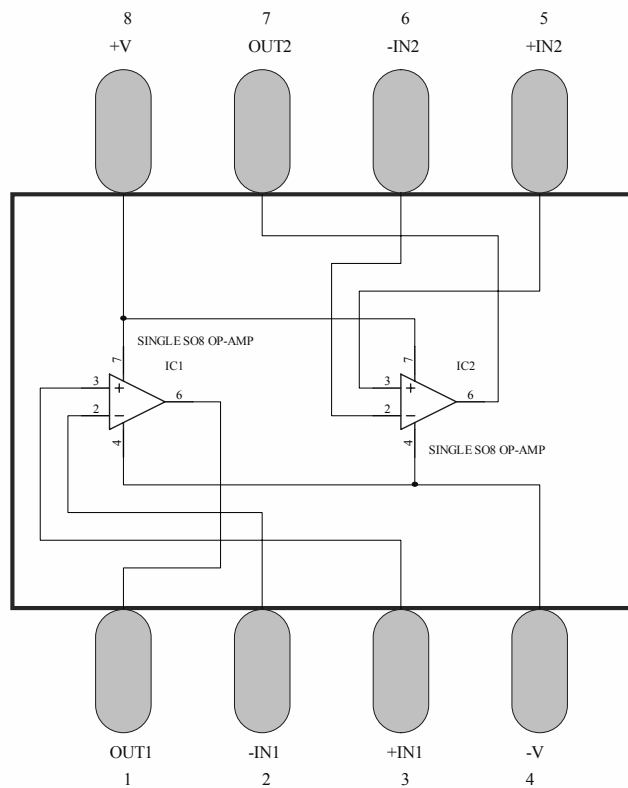 8 7 6 5
+V OUT2 -IN2 +IN2
SINGLE SO8 OP-AMP
7 IC1
3 +
6
2 −
4
7 IC2
3 +
6
2 −
4
SINGLE SO8 OP-AMP
OUT1 -IN1 +IN1 -V
1 2 3 4